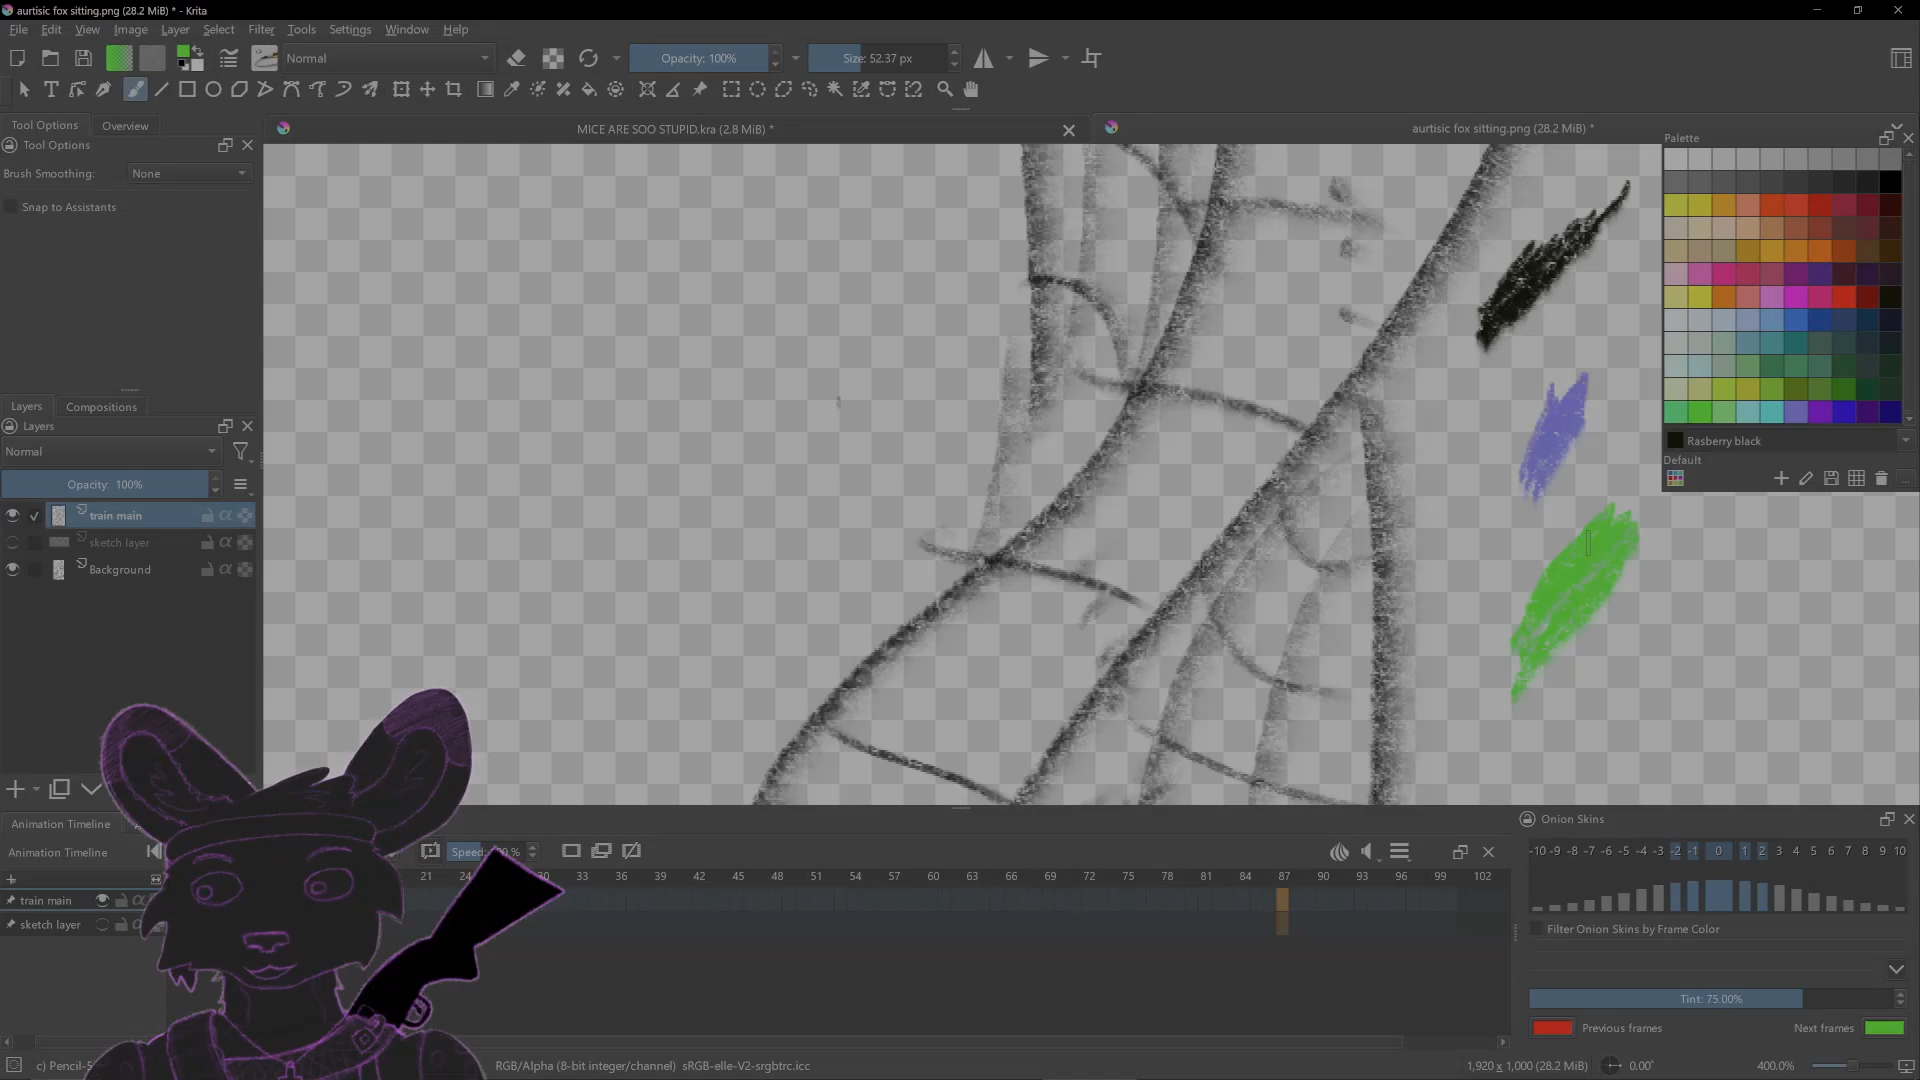 aurtisic fox sitting.png (28.2 MiB) * - Krita
File Edit View Image Layer Select Filter Tools Settings Window Help
Normal Opacity: 100% Size: 52.37 px
Tool Options Overview
MICE ARE SOO STUPID.kra (2.8 MiB) *
aurtisic fox sitting.png (28.2 MiB) *
Tool Options
Palette
Brush Smoothing: None
Snap to Assistants
Layers Compositions
Layers
Rasberry black
Normal
Default
Opacity: 100%
train main
sketch layer
Background
Animation Timeline
Onion Skins
Animation Timeline
Speed:
-10 -9 -8 -7 -6 -5 -4 -3 -2 -1 0 1 2 3 4 5 6 7 8 9 10
21 24 27 30 33 36 39 42 45 48 51 54 57 60 63 66 69 72 75 78 81 84 87 90 93 96 99 102
train main
sketch layer
Filter Onion Skins by Frame Color
Tint: 75.00%
Previous frames Next frames
c) Pencil-5 RGB/Alpha (8-bit integer/channel) sRGB-elle-V2-srgbtrc.icc 1,920 x 1,000 (28.2 MiB) 0.00° 400.0%